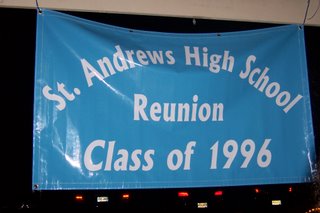 St. Andrews High School
Reunion
Class of 1996